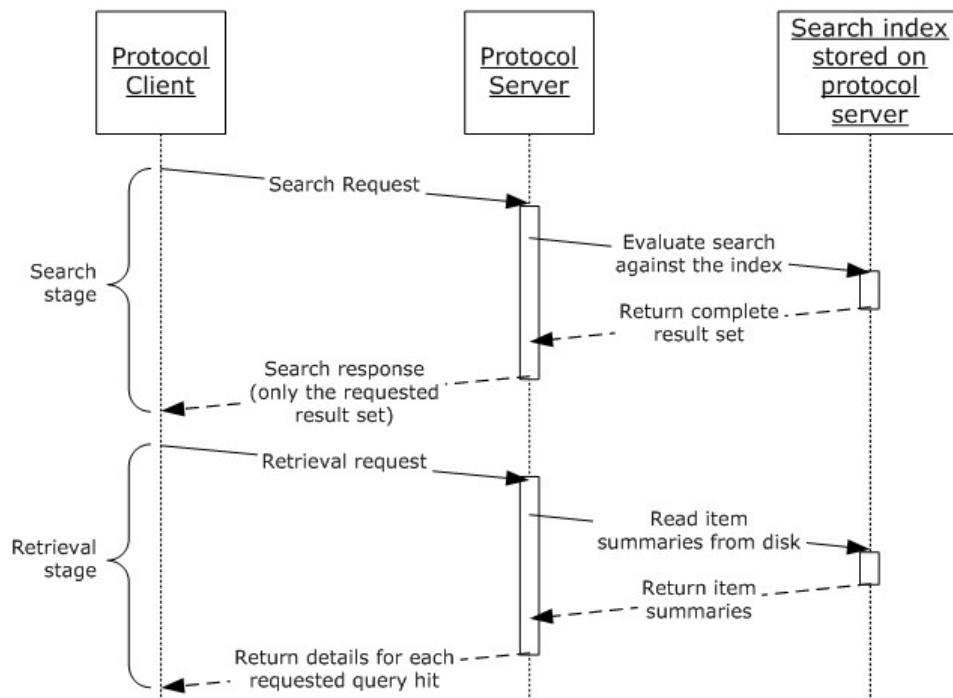 Protocol
Client
Protocol
Server
Search index
stored on
protocol
server
Search Request
Evaluate search
against the index
Search
stage
Return complete
result set
Search response
(only the requested
result set)
Retrieval request
Read item
summaries from disk
Retrieval
stage
Return item
summaries
Return details for each
requested query hit